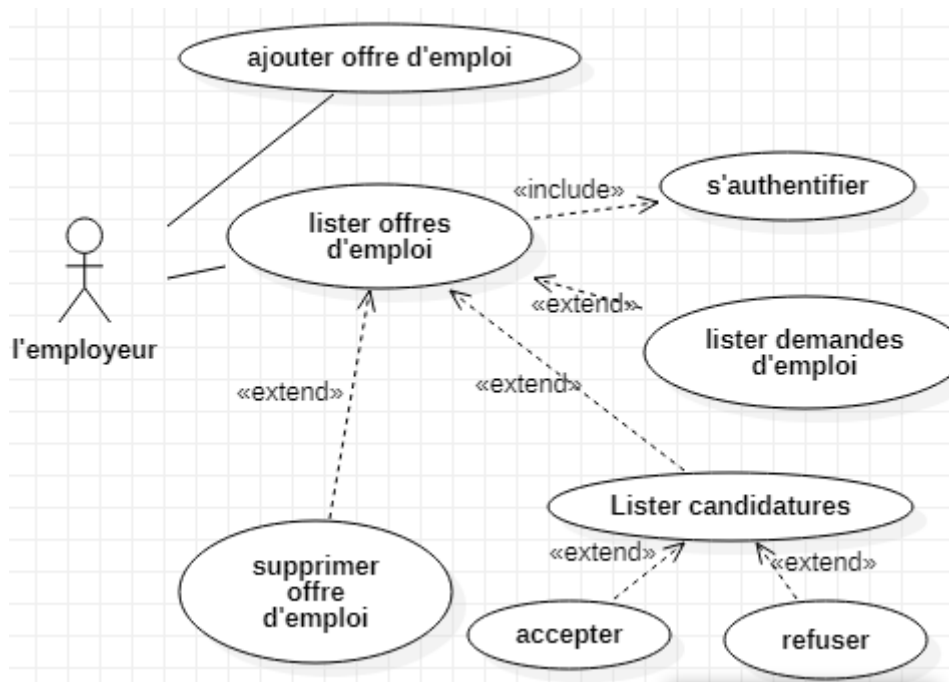 ajouter offre d'emploi
«include»
s'authentifier
lister offres
d'emploi
«extend»
lister demandes
d'emploi
l'employeur
«extend»
«extend»
Lister candidatures
«extend»
«extend»
supprimer
offre
d'emploi
accepter
refuser